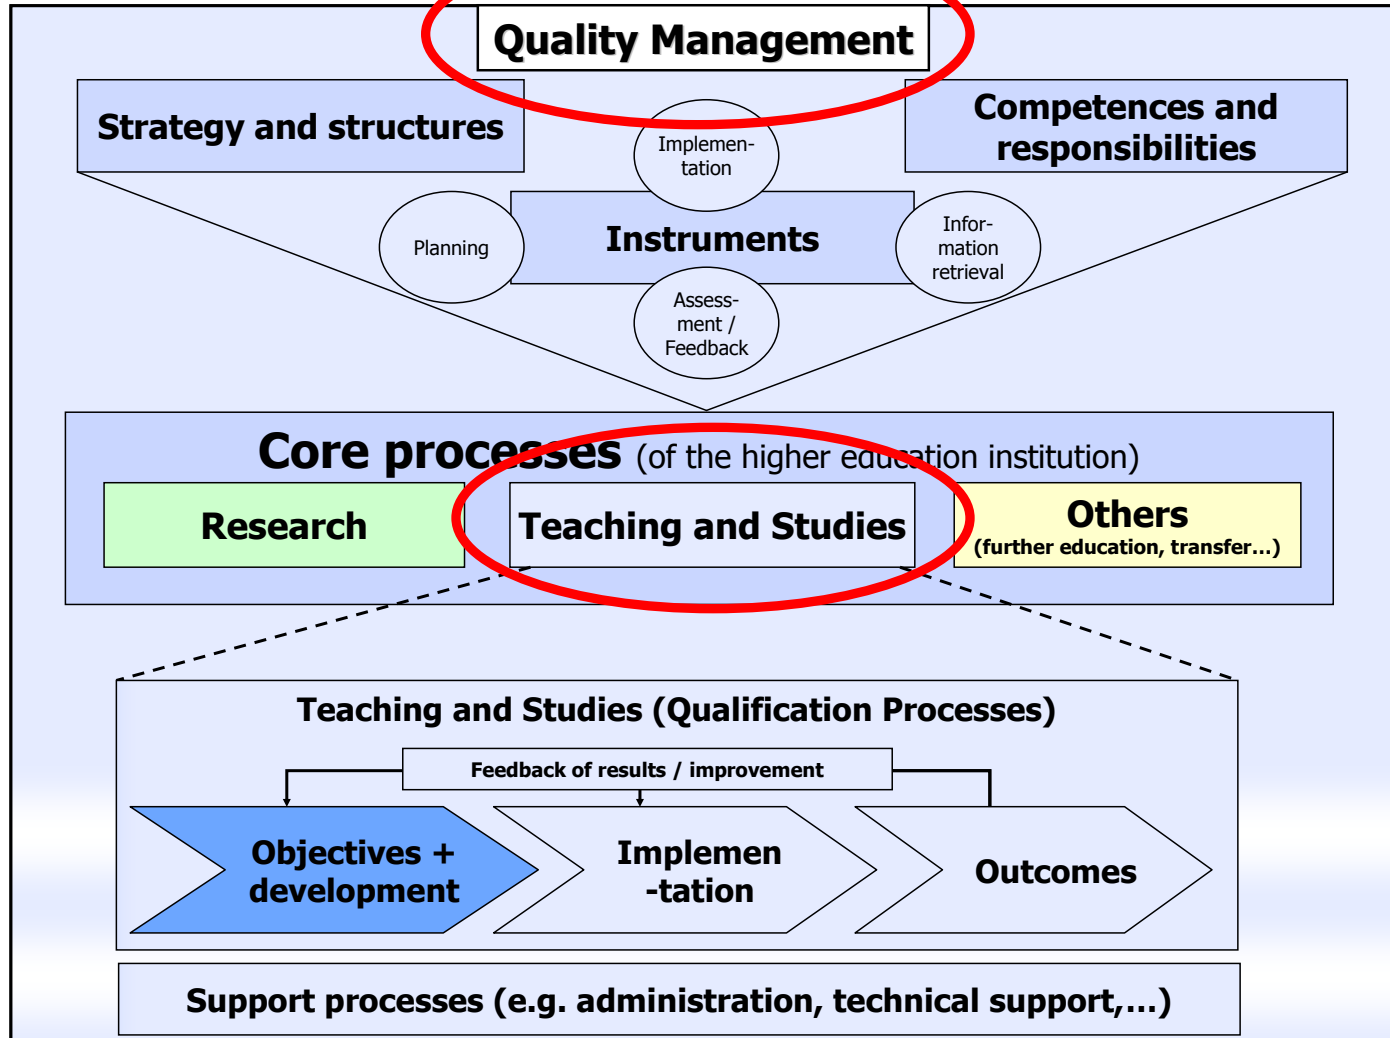 Quality Management
Strategy and structures
Competences and
responsibilities
Implemen-
tation
Planning
Instruments
Infor-
mation
retrieval
Assess-
ment /
Feedback
Core processes (of the higher education institution)
Research
Teaching and Studies
Others
(further education, transfer...)
Teaching and Studies (Qualification Processes)
Feedback of results / improvement
Objectives +
development
Implemen
-tation
Outcomes
Support processes (e.g. administration, technical support,...)